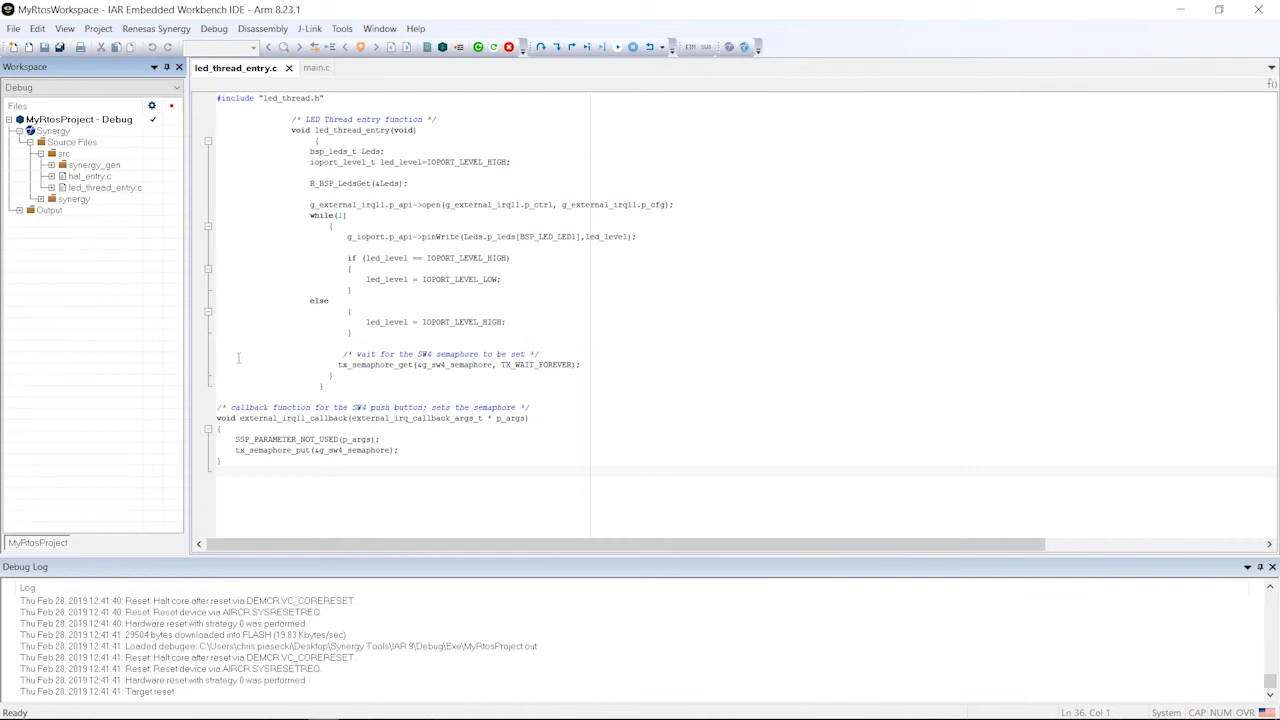 MyRtosWorkspace - IAR Embedded Workbench IDE - Arm 8.23.1
File Edit View Project Renesas Synergy Debug Disassembly J-Link Tools Window Help
ETM SWO
Workspace
led_thread_entry.c main.c
Debug
Files
MyRtosProject - Debug
Synergy
Source Files
src
synergy_gen
hal_entry.c
led_thread_entry.c
synergy
Output
MyRtosProject
#include "led_thread.h"
/* LED Thread entry function */
void led_thread_entry(void)
{
bsp_leds_t Leds;
ioport_level_t led_level=IOPORT_LEVEL_HIGH;
R_BSP_LedsGet(&Leds);
g_external_irq11.p_api->open(g_external_irq11.p_ctrl, g_external_irq11.p_cfg);
while(1)
{
g_ioport.p_api->pinWrite(Leds.p_leds[BSP_LED_LED1],led_level);
if (led_level == IOPORT_LEVEL_HIGH)
{
led_level = IOPORT_LEVEL_LOW;
}
else
{
led_level = IOPORT_LEVEL_HIGH;
}
/* wait for the SW4 semaphore to be set */
tx_semaphore_get(&g_sw4_semaphore, TX_WAIT_FOREVER);
}
}
/* callback function for the SW4 push button; sets the semaphore */
void external_irq11_callback(external_irq_callback_args_t * p_args)
{
SSP_PARAMETER_NOT_USED(p_args);
tx_semaphore_put(&g_sw4_semaphore);
}
Debug Log
Log
Thu Feb 28, 2019 12:41:40: Reset: Halt core after reset via DEMCR.VC_CORERESET.
Thu Feb 28, 2019 12:41:40: Reset: Reset device via AIRCR.SYSRESETREQ.
Thu Feb 28, 2019 12:41:40: Hardware reset with strategy 0 was performed
Thu Feb 28, 2019 12:41:41: 29504 bytes downloaded into FLASH (19.83 Kbytes/sec)
Thu Feb 28, 2019 12:41:41: Loaded debugee: C:\Users\chris.piasecki\Desktop\Synergy Tools\IAR 9\Debug\Exe\MyRtosProject.out
Thu Feb 28, 2019 12:41:41: Reset: Halt core after reset via DEMCR.VC_CORERESET.
Thu Feb 28, 2019 12:41:41: Reset: Reset device via AIRCR.SYSRESETREQ.
Thu Feb 28, 2019 12:41:41: Hardware reset with strategy 0 was performed
Thu Feb 28, 2019 12:41:41: Target reset
Ready
Ln 36, Col 1 System CAP NUM OVR